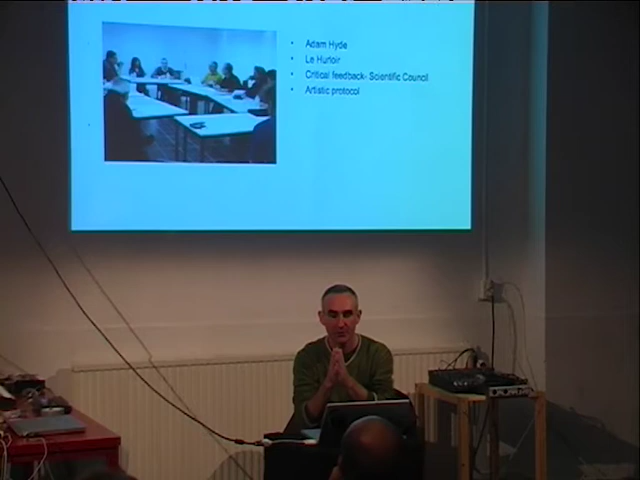 Adam Hyde
Le Hurloir
Critical feedback- Scientific Council
Artistic protocol